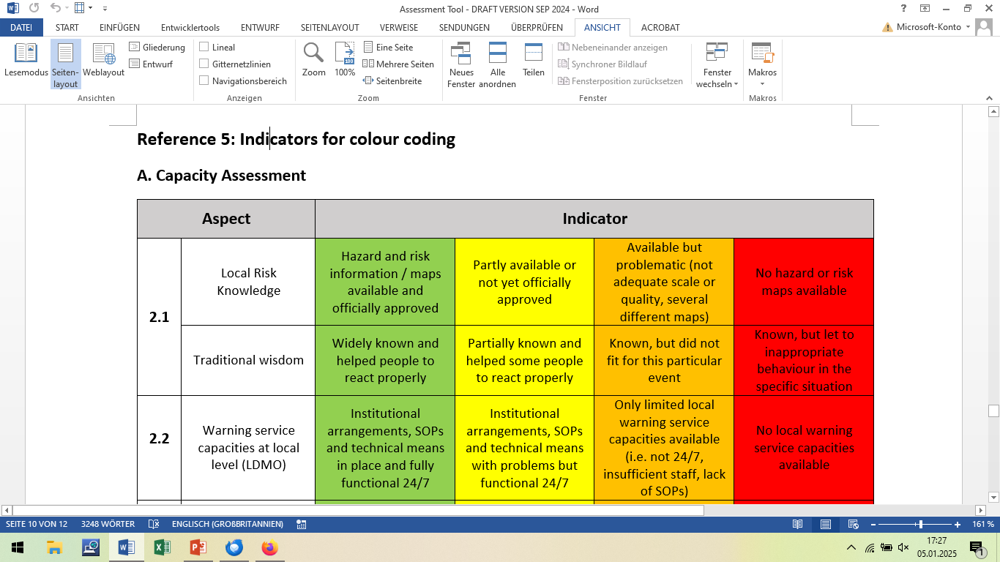 Assessment Tool - DRAFT VERSION SEP 2024 - Word
DATEI START EINFÜGEN Entwicklertools ENTWURF SEITENLAYOUT VERWEISE SENDUNGEN ÜBERPRÜFEN ANSICHT ACROBAT Microsoft-Konto
Lesemodus
Seiten-
layout
Weblayout
Gliederung
Entwurf
Ansichten
Lineal
Gitternetzlinien
Navigationsbereich
Anzeigen
Zoom
100
100%
Eine Seite
Mehrere Seiten
Seitenbreite
Zoom
Neues
Fenster
Alle
anordnen
Teilen
Nebeneinander anzeigen
Synchroner Bildlauf
Fensterposition zurücksetzen
Fenster
wechseln
Fenster
Makros
Makros
Reference 5: Indicators for colour coding
A. Capacity Assessment
Aspect
Indicator
2.1
Local Risk
Knowledge
Hazard and risk
information / maps
available and
officially approved
Partly available or
not yet officially
approved
Available but
problematic (not
adequate scale or
quality, several
different maps)
No hazard or risk
maps available
Traditional wisdom
Widely known and
helped people to
react properly
Partially known and
helped some people
to react properly
Known, but did not
fit for this particular
event
Known, but let to
inappropriate
behaviour in the
specific situation
2.2
Warning service
capacities at local
level (LDMO)
Institutional
arrangements, SOPs
and technical means
in place and fully
functional 24/7
Institutional
arrangements, SOPs
and technical means
with problems but
functional 24/7
Only limited local
warning service
capacities available
(i.e. not 24/7,
insufficient staff, lack
of SOPs)
No local warning
service capacities
available
SEITE 10 VON 12 3248 WÖRTER ENGLISCH (GROßBRITANNIEN) 161 %
17:27
05.01.2025
1